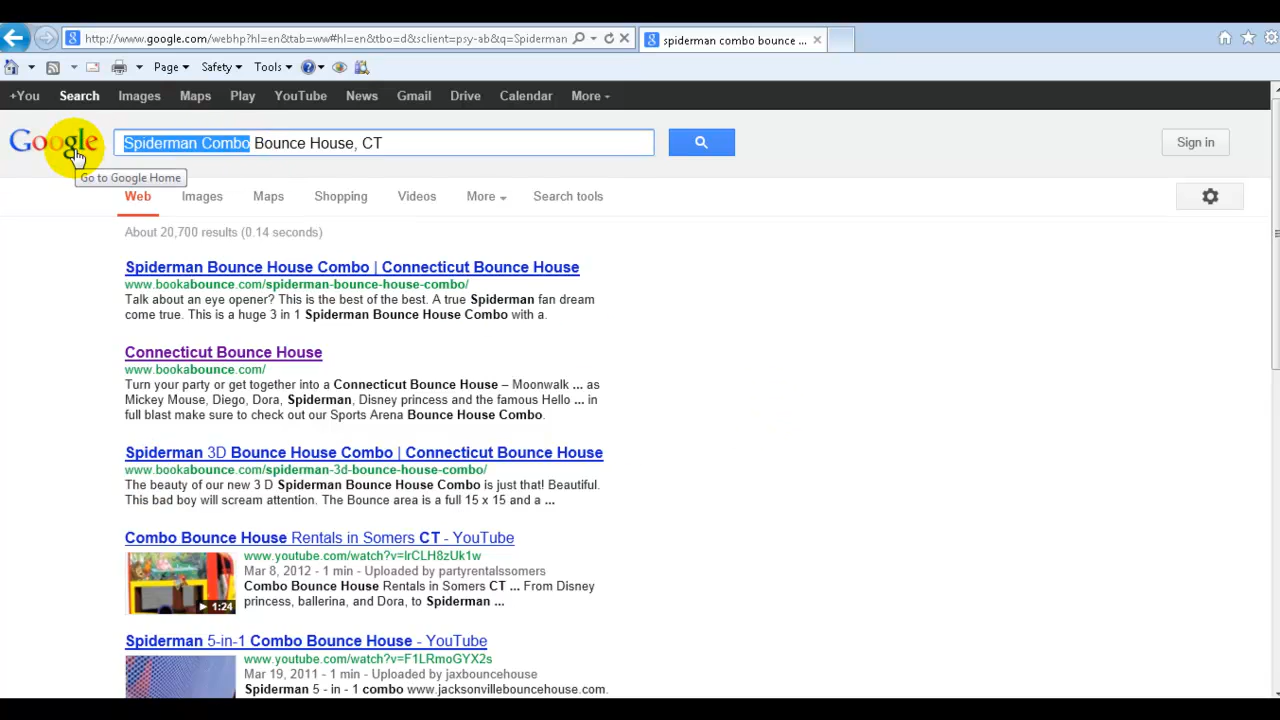 http://www.google.com/webhp?hl=en&tab=ww#hl=en&tbo=d&sclient=psy-ab&q=Spiderman
spiderman combo bounce ...
Page
Safety
Tools
+You Search Images Maps Play YouTube News Gmail Drive Calendar More
Google
Spiderman Combo Bounce House, CT
Sign in
Go to Google Home
Web Images Maps Shopping Videos More Search tools
About 20,700 results (0.14 seconds)
Spiderman Bounce House Combo | Connecticut Bounce House
www.bookabounce.com/spiderman-bounce-house-combo/
Talk about an eye opener? This is the best of the best. A true Spiderman fan dream
come true. This is a huge 3 in 1 Spiderman Bounce House Combo with a.
Connecticut Bounce House
www.bookabounce.com/
Turn your party or get together into a Connecticut Bounce House – Moonwalk ... as
Mickey Mouse, Diego, Dora, Spiderman, Disney princess and the famous Hello ... in
full blast make sure to check out our Sports Arena Bounce House Combo.
Spiderman 3D Bounce House Combo | Connecticut Bounce House
www.bookabounce.com/spiderman-3d-bounce-house-combo/
The beauty of our new 3 D Spiderman Bounce House Combo is just that! Beautiful.
This bad boy will scream attention. The Bounce area is a full 15 x 15 and a ...
Combo Bounce House Rentals in Somers CT - YouTube
www.youtube.com/watch?v=lrCLH8zUk1w
Mar 8, 2012 - 1 min - Uploaded by partyrentalssomers
Combo Bounce House Rentals in Somers CT ... From Disney
princess, ballerina, and Dora, to Spiderman ...
1:24
Spiderman 5-in-1 Combo Bounce House - YouTube
www.youtube.com/watch?v=F1LRmoGYX2s
Mar 19, 2011 - 1 min - Uploaded by jaxbouncehouse
Spiderman 5 - in - 1 combo www.jacksonvillebouncehouse.com.